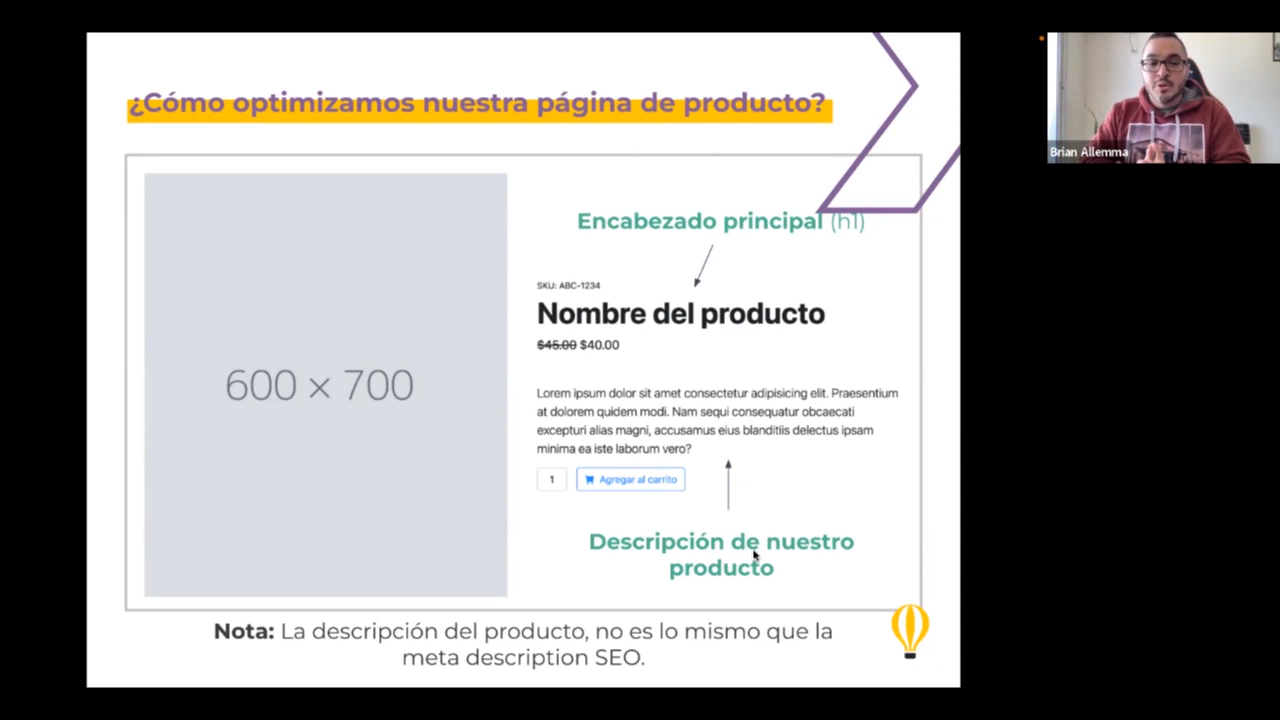 ¿Cómo optimizamos nuestra página de producto?
Encabezado principal (h1)
SKU: ABC-1234
Nombre del producto
$45.00 $40.00
600 × 700
Lorem ipsum dolor sit amet consectetur adipisicing elit. Praesentium
at dolorem quidem modi. Nam sequi consequatur obcaecati
excepturi alias magni, accusamus eius blanditiis delectus ipsam
minima ea iste laborum vero?
1
Agregar al carrito
Descripción de nuestro
producto
Nota: La descripción del producto, no es lo mismo que la
meta description SEO.
Brian Allemma